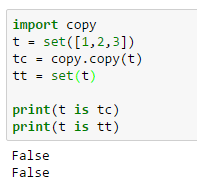 import copy
t = set([1,2,3])
tc = copy.copy(t)
tt = set(t)
print(t is tc)
print(t is tt)
False
False